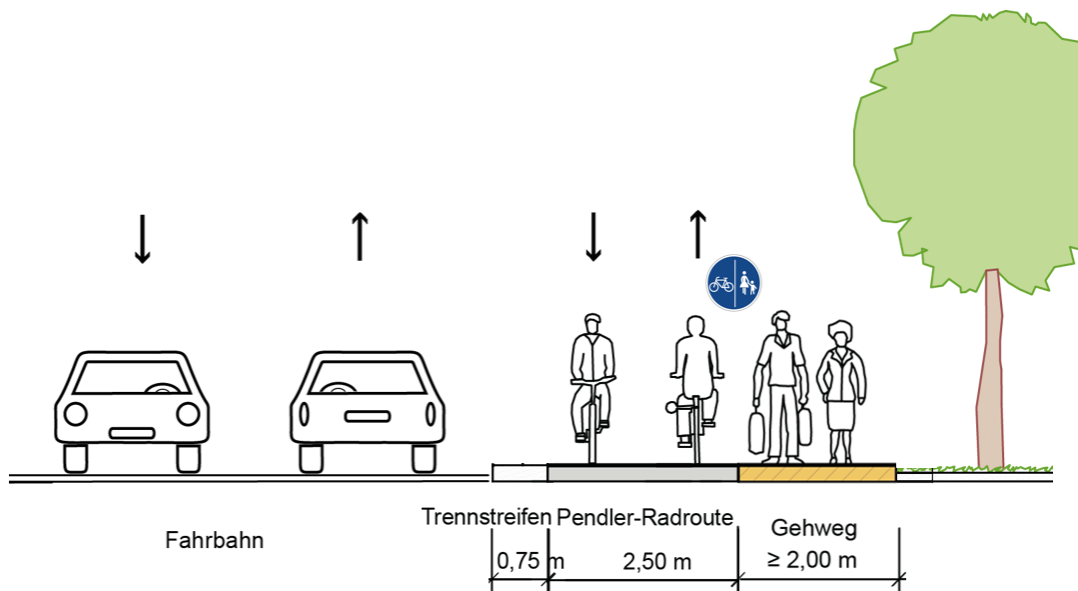 Fahrbahn
Trennstreifen Pendler-Radroute
Gehweg
0,75 m
2,50 m
≥ 2,00 m